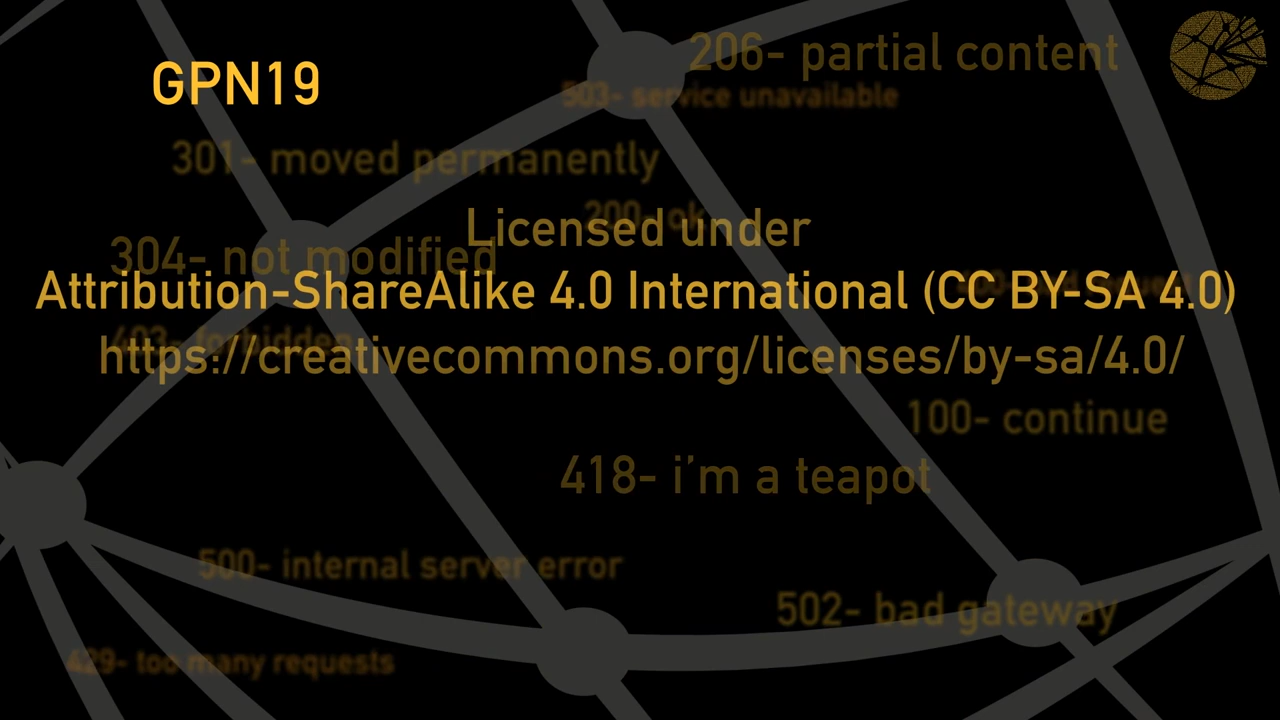 206- partial content
GPN19
503- service unavailable
301- moved permanently
200- ok
Licensed under
304- not modified
Attribution-ShareAlike 4.0 International (CC BY-SA 4.0)
403- forbidden
https://creativecommons.org/licenses/by-sa/4.0/
100- continue
418- i'm a teapot
500- internal server error
502- bad gateway
429- too many requests